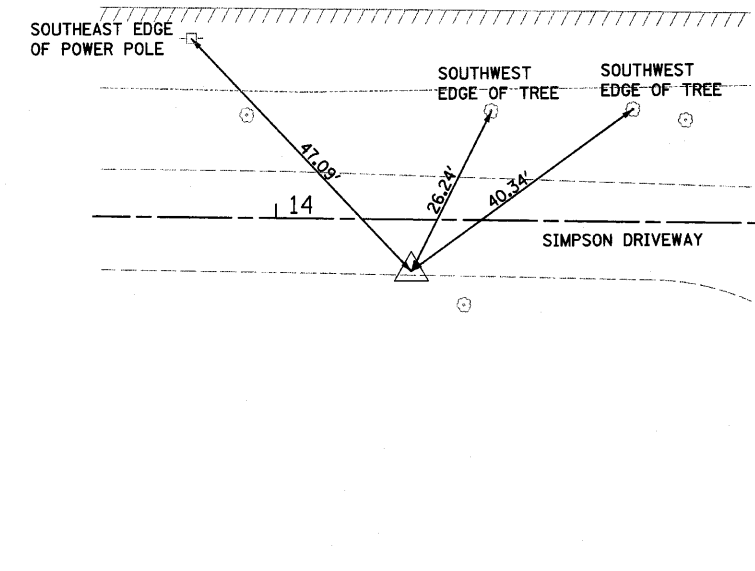 SOUTHEAST EDGE
OF POWER POLE
SOUTHWEST
EDGE OF TREE
SOUTHWEST
EDGE OF TREE
47.09'
26.24'
40.34'
14
SIMPSON DRIVEWAY